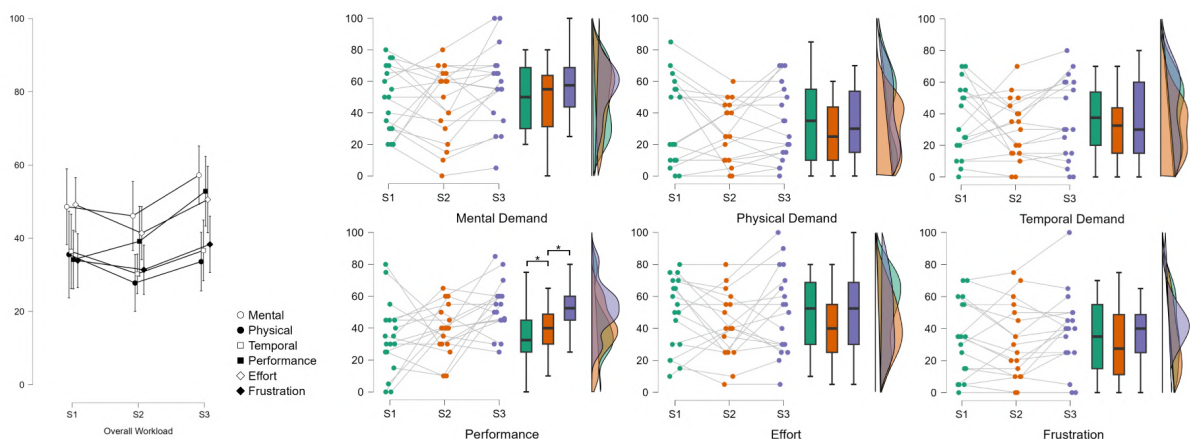 100
80
60
40
20
0
S1 S2 S3
Overall Workload
Mental
Physical
Temporal
Performance
Effort
Frustration
100
80
60
40
20
0
S1 S2 S3
Mental Demand
100
80
60
40
20
0
S1 S2 S3
Physical Demand
100
80
60
40
20
0
S1 S2 S3
Temporal Demand
100
80
60
40
20
0
* *
S1 S2 S3
Performance
100
80
60
40
20
0
S1 S2 S3
Effort
100
80
60
40
20
0
S1 S2 S3
Frustration